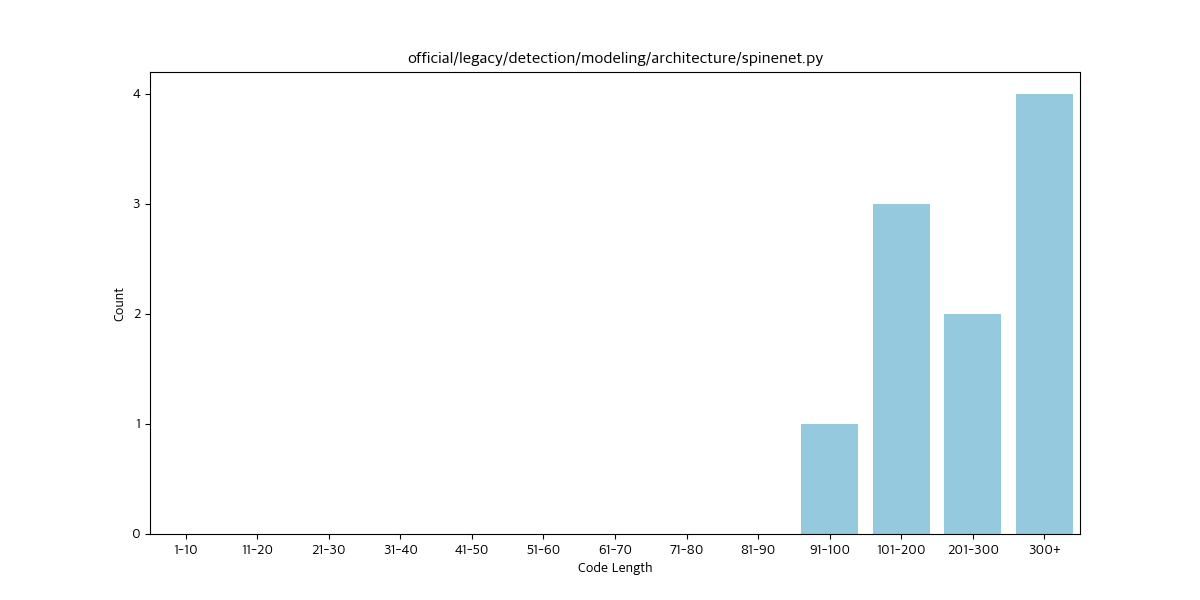 official/legacy/detection/modeling/architecture/spinenet.py
4
3
2
1
0
Count
1-10 11-20 21-30 31-40 41-50 51-60 61-70 71-80 81-90 91-100 101-200 201-300 300+
Code Length